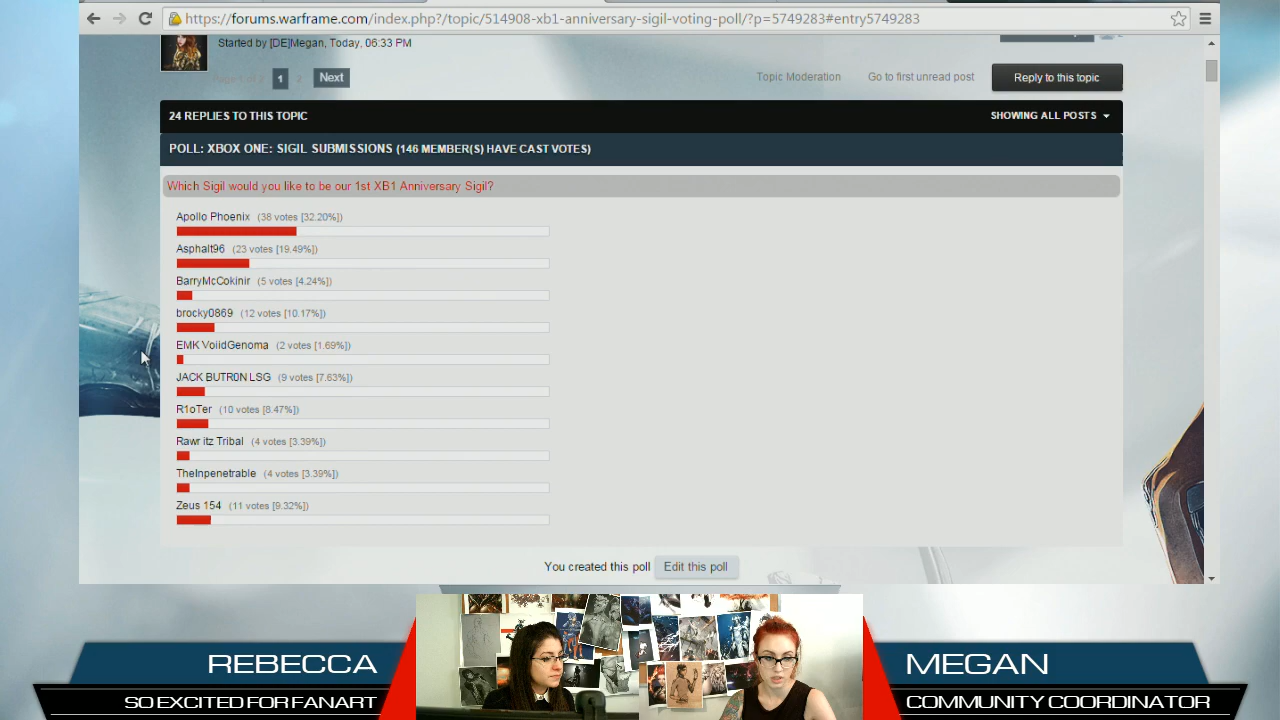 https://forums.warframe.com/index.php?/topic/514908-xb1-anniversary-sigil-voting-poll/?p=5749283#entry5749283
Started by [DE]Megan, Today, 06:33 PM
1
Next
Topic Moderation
Go to first unread post
Reply to this topic
24 REPLIES TO THIS TOPIC
SHOWING ALL POSTS
POLL: XBOX ONE: SIGIL SUBMISSIONS (146 MEMBER(S) HAVE CAST VOTES)
Which Sigil would you like to be our 1st XB1 Anniversary Sigil?
Apollo Phoenix (38 votes [32.20%])
Asphalt96 (23 votes [19.49%])
BarryMcCokinir (5 votes [4.24%])
brocky0869 (12 votes [10.17%])
EMK VoiidGenoma (2 votes [1.69%])
JACK BUTR0N LSG (9 votes [7.63%])
R1oTer (10 votes [8.47%])
Rawr itz Tribal (4 votes [3.39%])
TheInpenetrable (4 votes [3.39%])
Zeus 154 (11 votes [9.32%])
You created this poll
Edit this poll
REBECCA
SO EXCITED FOR FANART
MEGAN
COMMUNITY COORDINATOR